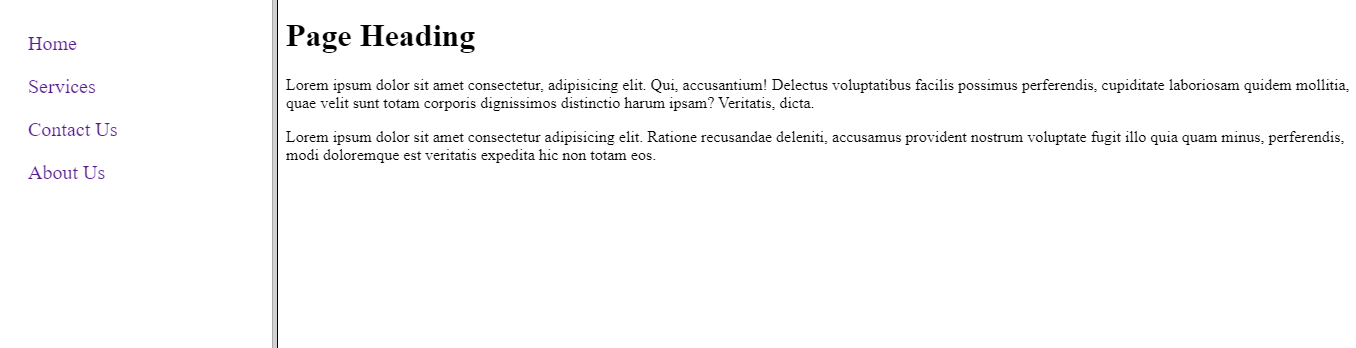 Home
Services
Contact Us
About Us
Page Heading
Lorem ipsum dolor sit amet consectetur, adipisicing elit. Qui, accusantium! Delectus voluptatibus facilis possimus perferendis, cupiditate laboriosam quidem mollitia,
quae velit sunt totam corporis dignissimos distinctio harum ipsam? Veritatis, dicta.
Lorem ipsum dolor sit amet consectetur adipisicing elit. Ratione recusandae deleniti, accusamus provident nostrum voluptate fugit illo quia quam minus, perferendis,
modi doloremque est veritatis expedita hic non totam eos.